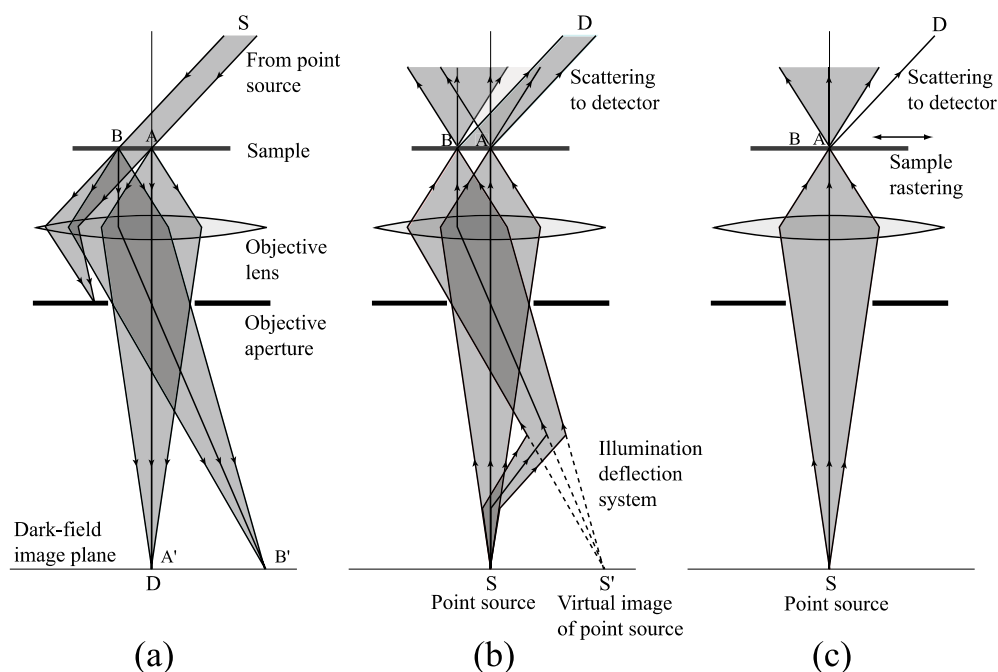 S
From point
source
B
A
Sample
Objective
lens
Objective
aperture
Dark-field
image plane
A'
B'
D
(a)
D
Scattering
to detector
B
A
Illumination
deflection
system
S
S'
Point source
Virtual image
of point source
(b)
D
Scattering
to detector
B
A
Sample
rastering
S
Point source
(c)